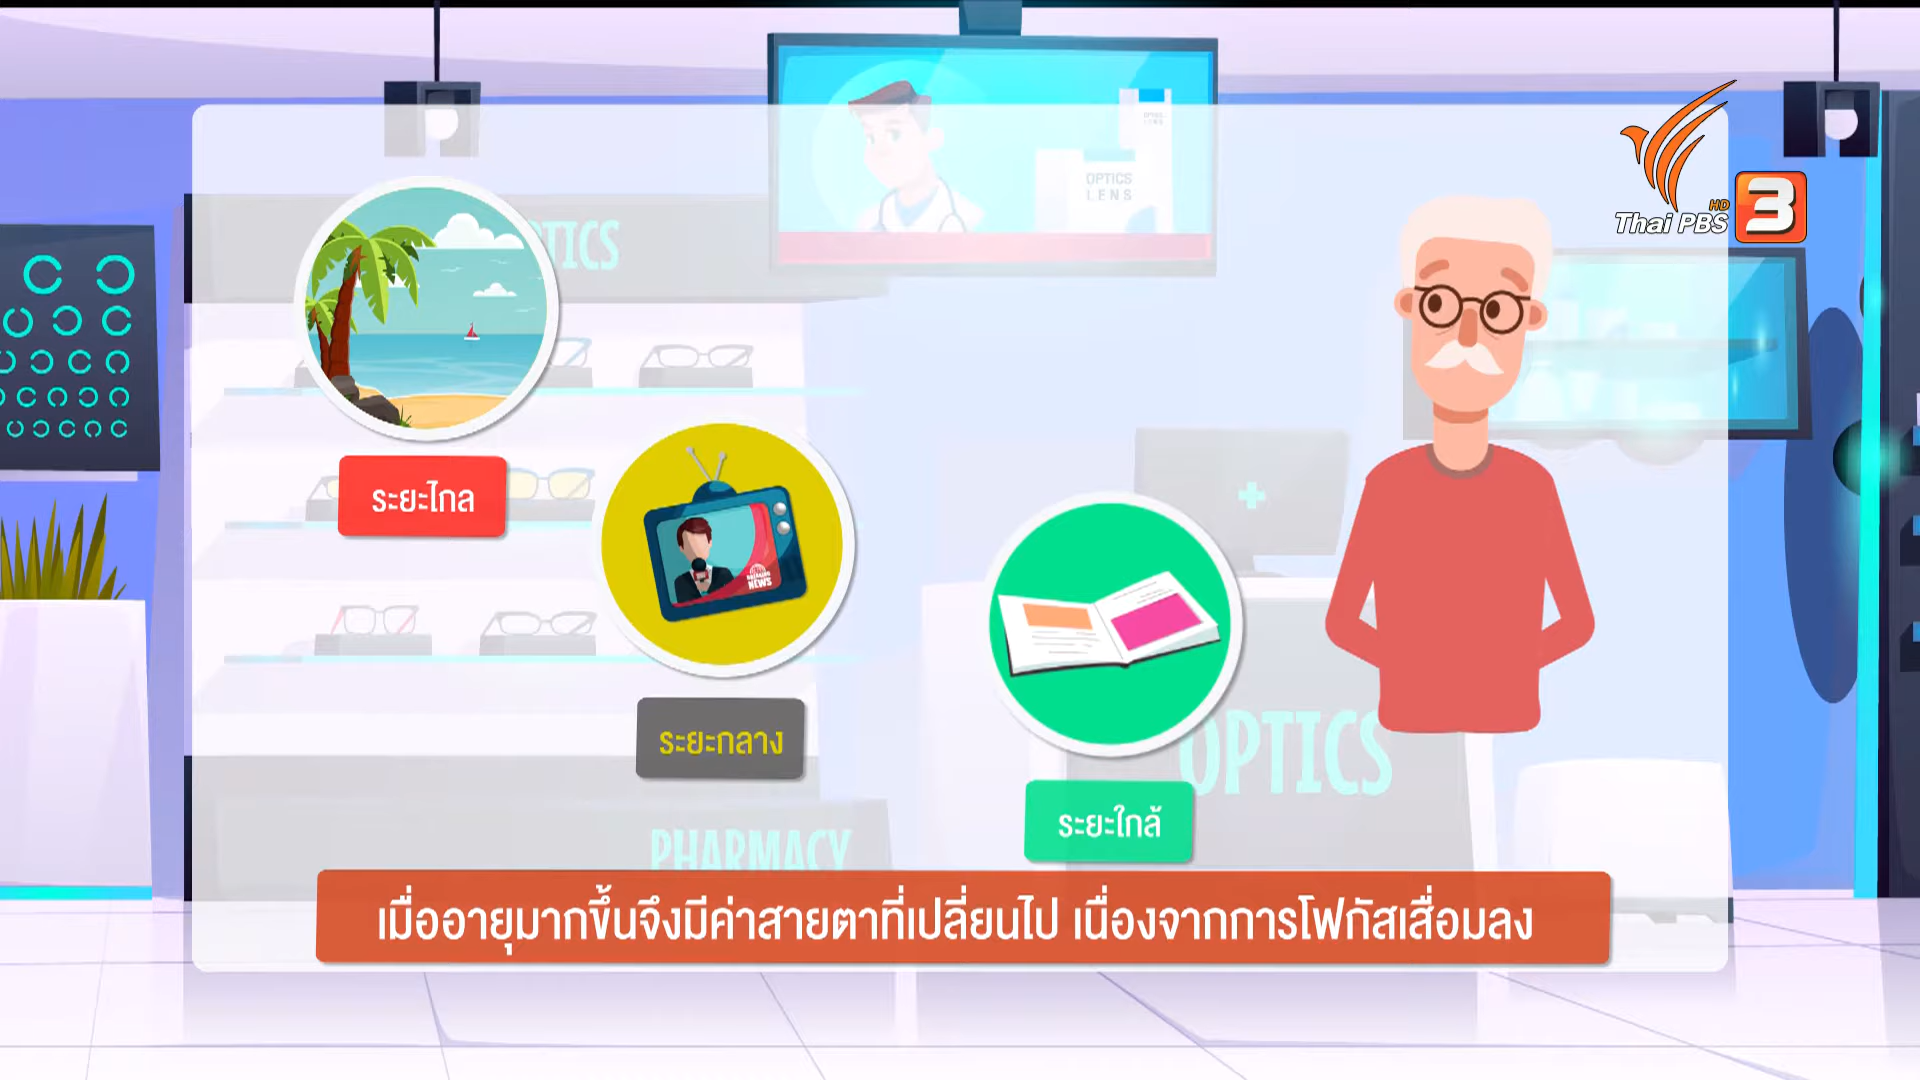 OPTICS
LENS
HD
Thai PBS
3
TICS
ระยะไกล
BREAKING
NEWS
ระยะกลาง
OPTICS
ระยะใกล้
PHARMACY
เมื่ออายุมากขึ้นจึงมีค่าสายตาที่เปลี่ยนไป เนื่องจากการโฟกัสเสื่อมลง